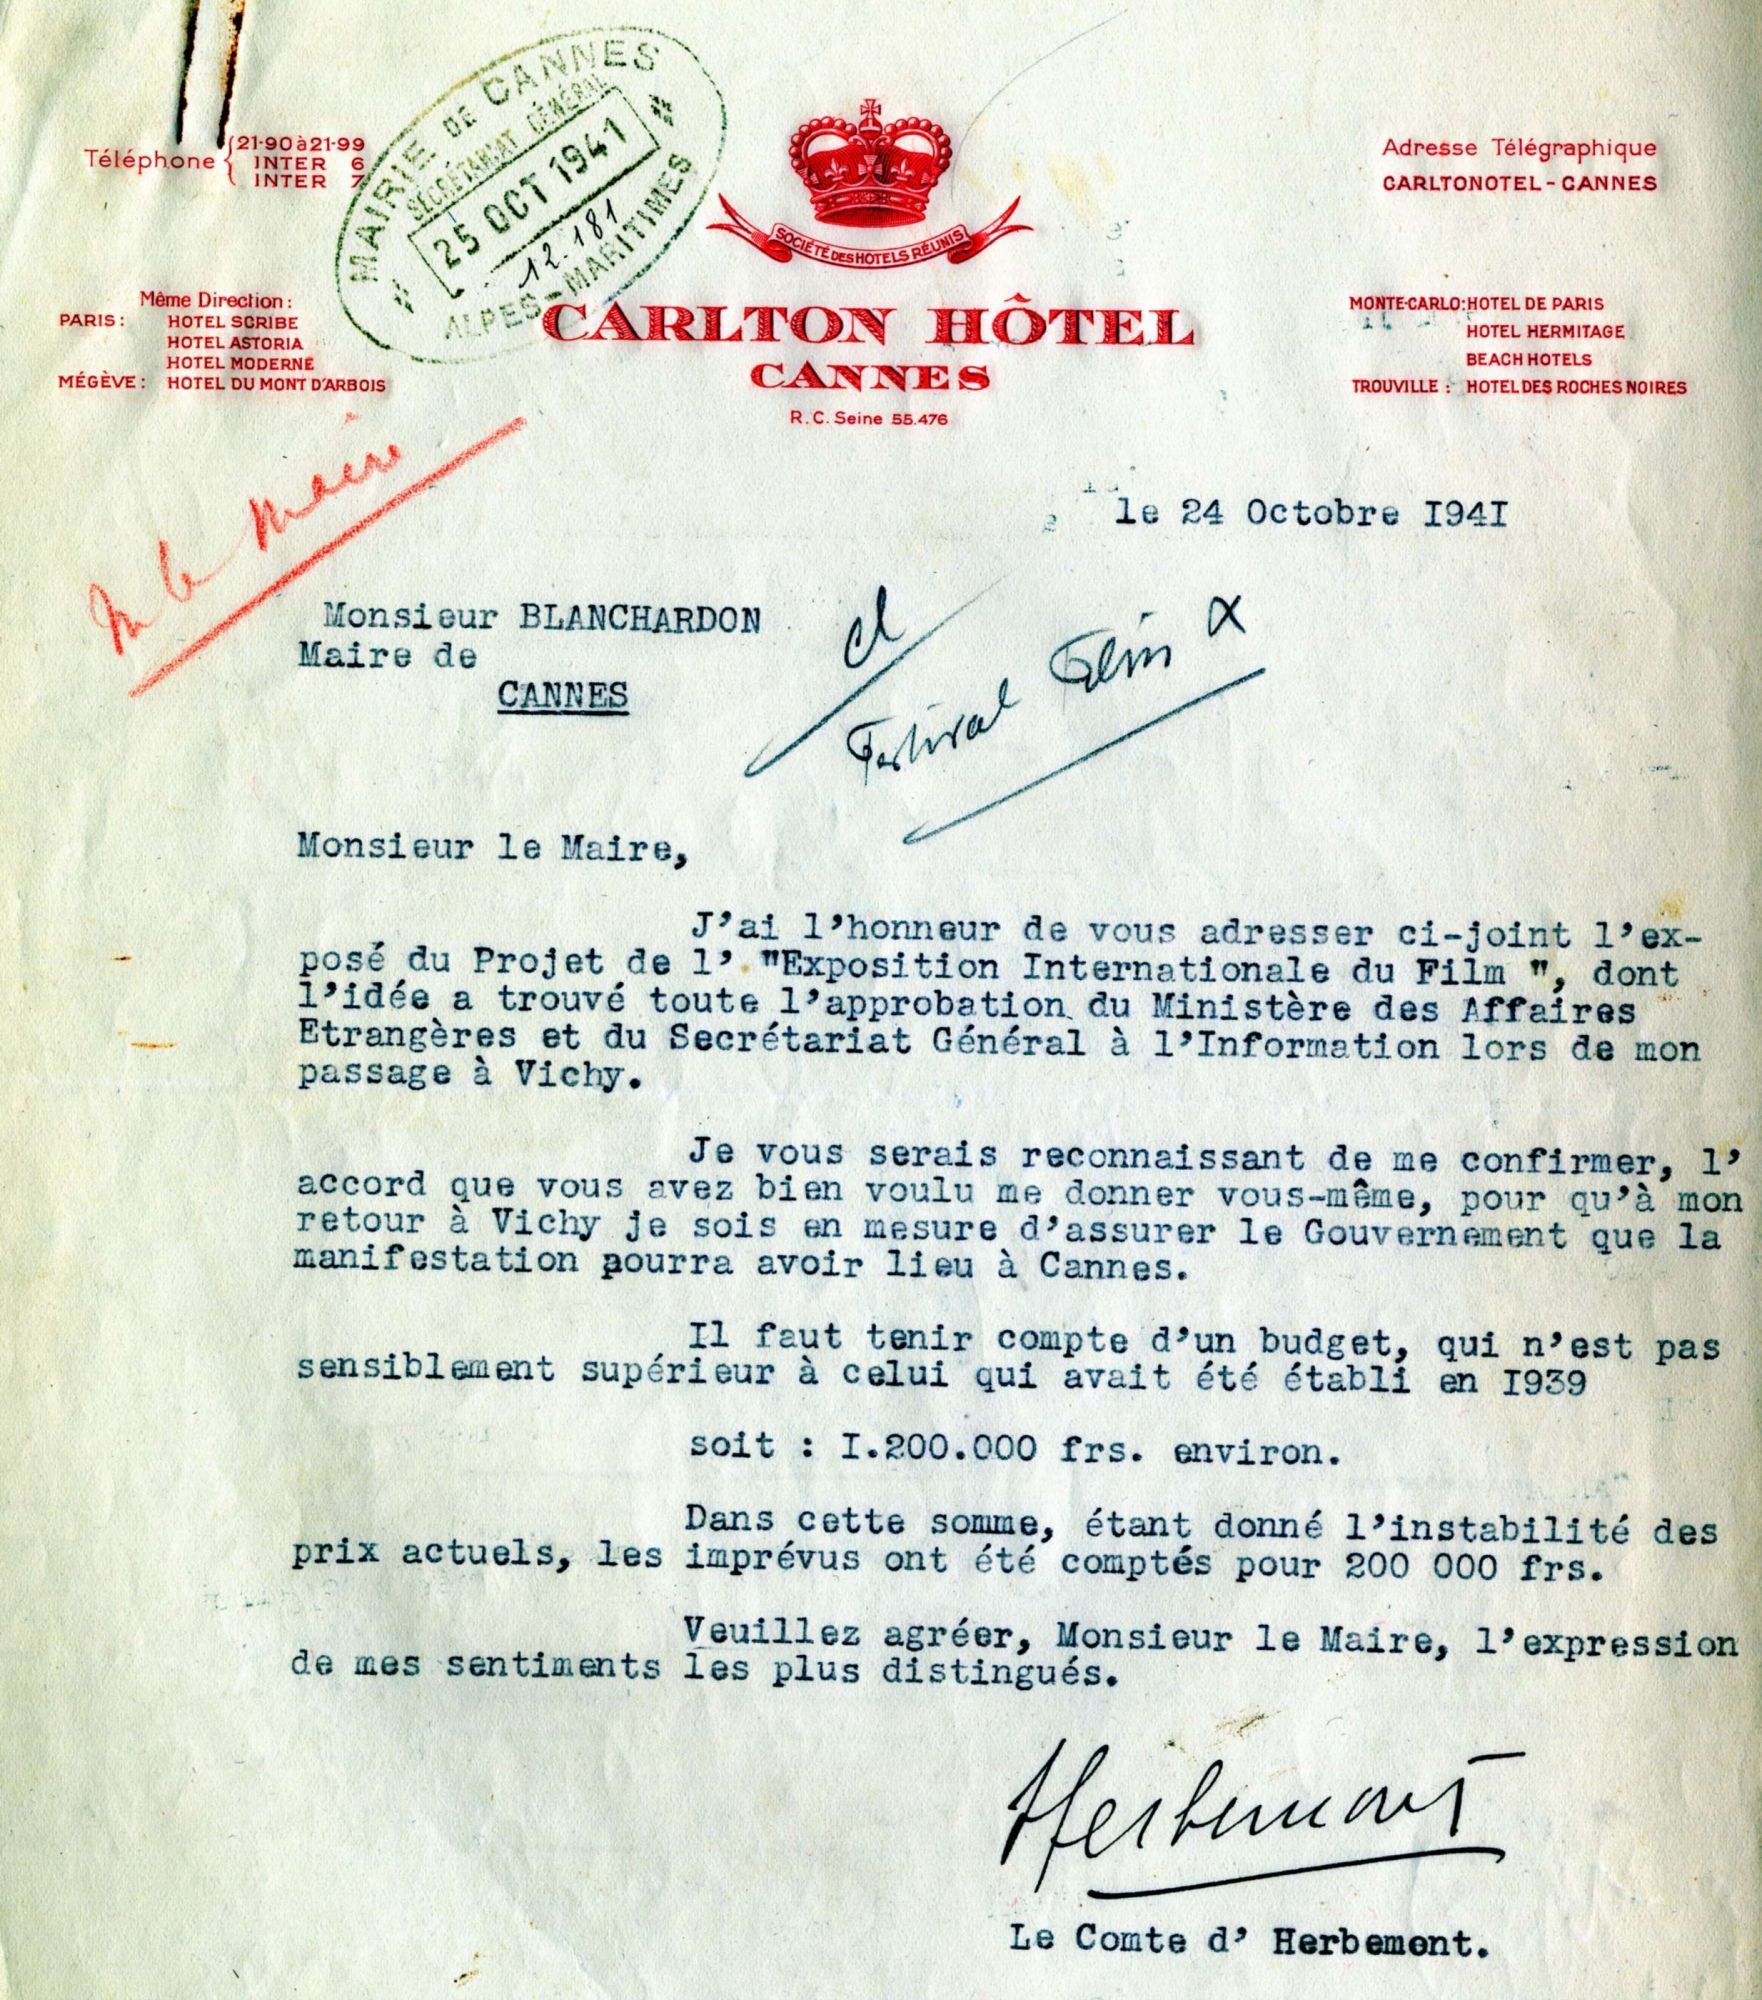 MAIRIE DE CANNES
SECRÉTARIAT GÉNÉRAL
25 OCT 1941
12.181
ALPES-MARITIMES
Téléphone { 21-90 à 21-99
INTER 6
INTER 7
SOCIÉTÉ DES HÔTELS RÉUNIS
Adresse Télégraphique
CARLTONOTEL - CANNES
Même Direction :
PARIS : HOTEL SCRIBE
HOTEL ASTORIA
HOTEL MODERNE
MÉGÈVE : HOTEL DU MONT D'ARBOIS
CARLTON HÔTEL
CANNES
R. C. Seine 55.476
MONTE-CARLO : HOTEL DE PARIS
HOTEL HERMITAGE
BEACH HOTELS
TROUVILLE : HOTEL DES ROCHES NOIRES
le Maire
le 24 Octobre I94I
Monsieur BLANCHARDON
Maire de
CANNES
cl
Festival Film
Monsieur le Maire,
J'ai l'honneur de vous adresser ci-joint l'ex-
posé du Projet de l' "Exposition Internationale du Film ", dont
l'idée a trouvé toute l'approbation du Ministère des Affaires
Etrangères et du Secrétariat Général à l'Information lors de mon
passage à Vichy.
Je vous serais reconnaissant de me confirmer, l'
accord que vous avez bien voulu me donner vous-même, pour qu'à mon
retour à Vichy je sois en mesure d'assurer le Gouvernement que la
manifestation pourra avoir lieu à Cannes.
Il faut tenir compte d'un budget, qui n'est pas
sensiblement supérieur à celui qui avait été établi en I939
soit : I.200.000 frs. environ.
Dans cette somme, étant donné l'instabilité des
prix actuels, les imprévus ont été comptés pour 200 000 frs.
Veuillez agréer, Monsieur le Maire, l'expression
de mes sentiments les plus distingués.
Herbemont
Le Comte d' Herbemont.